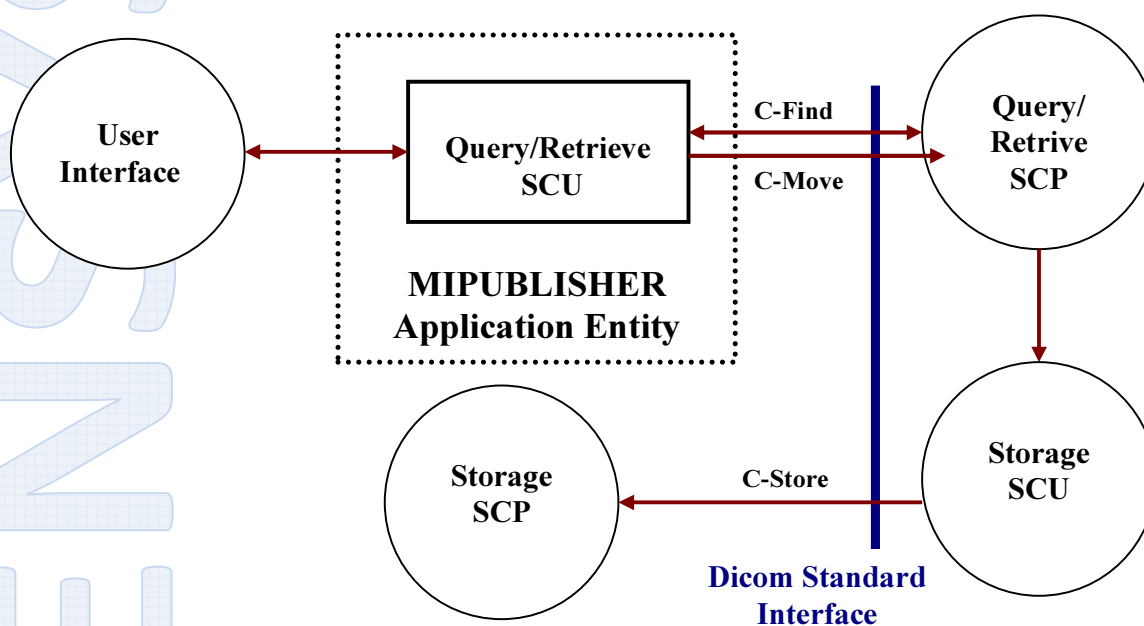 User
Interface
Query/Retrieve
SCU
MIPUBLISHER
Application Entity
C-Find
C-Move
Query/
Retrive
SCP
Storage
SCP
C-Store
Storage
SCU
Dicom Standard
Interface